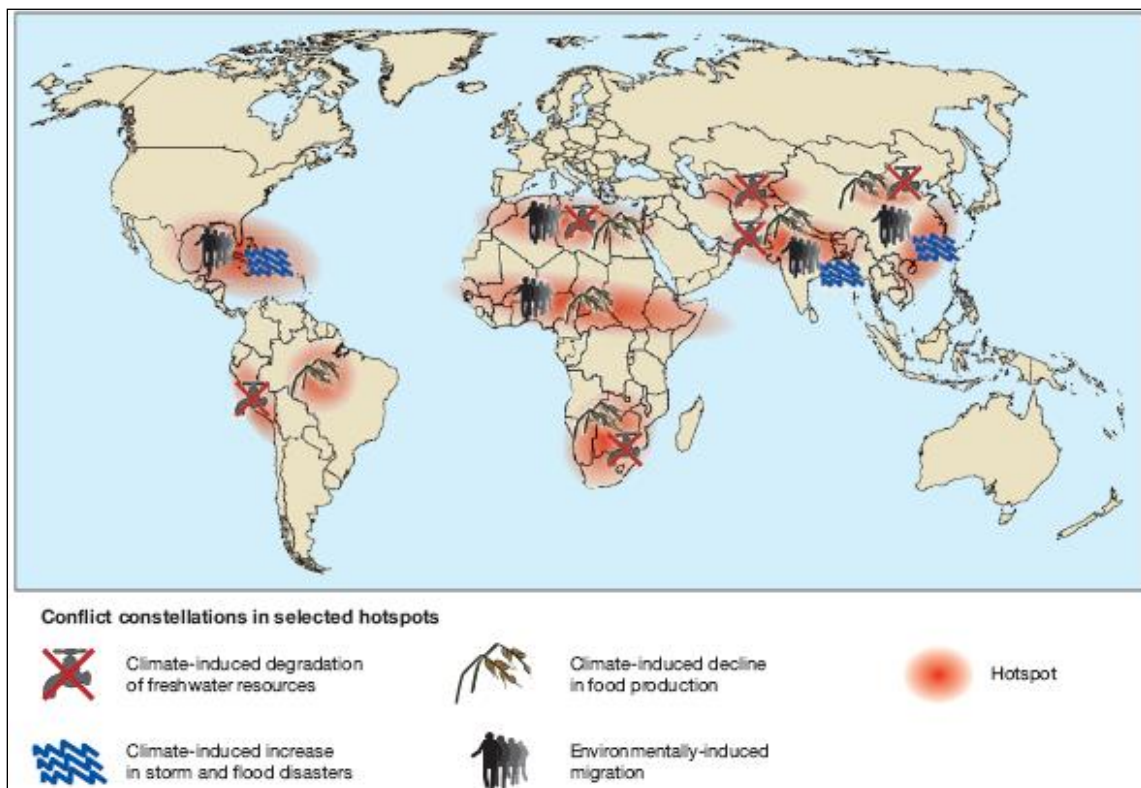 Conflict constellations in selected hotspots
Climate-induced degradation
of freshwater resources
Climate-induced decline
in food production
Hotspot
Climate-induced increase
in storm and flood disasters
Environmentally-induced
migration